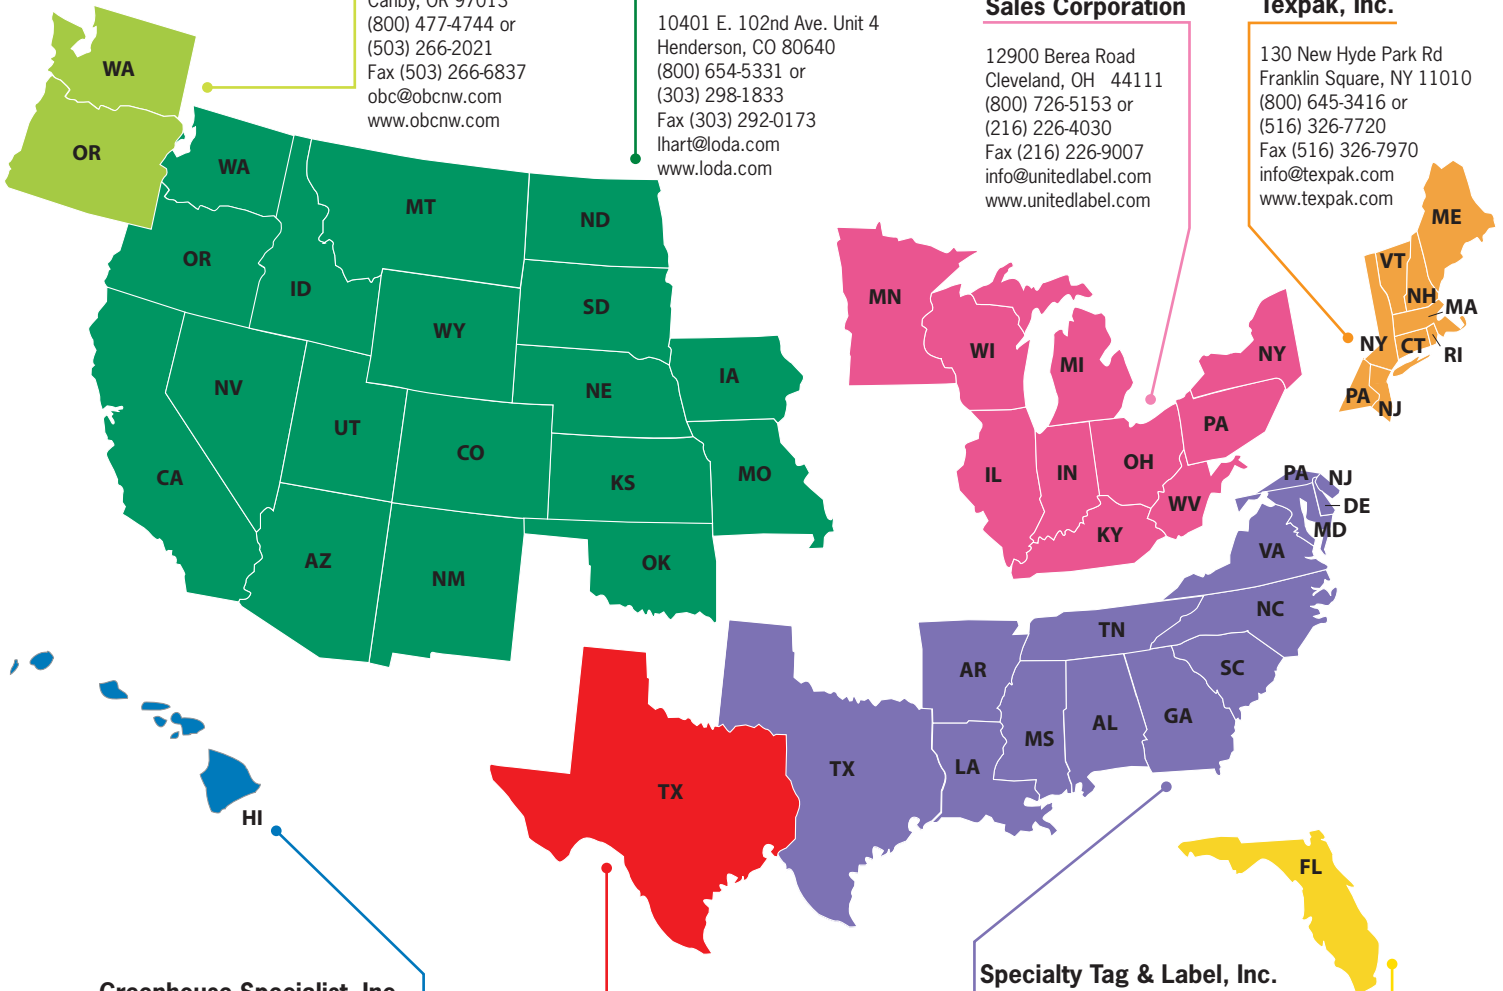 Canby, OR 97013
(800) 477-4744 or
(503) 266-2021
Fax (503) 266-6837
obc@obcnw.com
www.obcnw.com
10401 E. 102nd Ave. Unit 4
Henderson, CO 80640
(800) 654-5331 or
(303) 298-1833
Fax (303) 292-0173
lhart@loda.com
www.loda.com
Sales Corporation
12900 Berea Road
Cleveland, OH 44111
(800) 726-5153 or
(216) 226-4030
Fax (216) 226-9007
info@unitedlabel.com
www.unitedlabel.com
Texpak, Inc.
130 New Hyde Park Rd
Franklin Square, NY 11010
(800) 645-3416 or
(516) 326-7720
Fax (516) 326-7970
info@texpak.com
www.texpak.com
WA
OR
WA
OR
ID
MT
ND
SD
WY
NE
IA
NV
UT
CO
KS
MO
CA
AZ
NM
OK
MN
WI
MI
IL
IN
OH
KY
WV
PA
NY
ME
VT
NH
MA
NY
CT
RI
PA
NJ
PA
NJ
DE
MD
VA
NC
TN
SC
AR
MS
AL
GA
LA
TX
TX
HI
FL
Greenhouse Specialist, Inc.
Specialty Tag & Label, Inc.